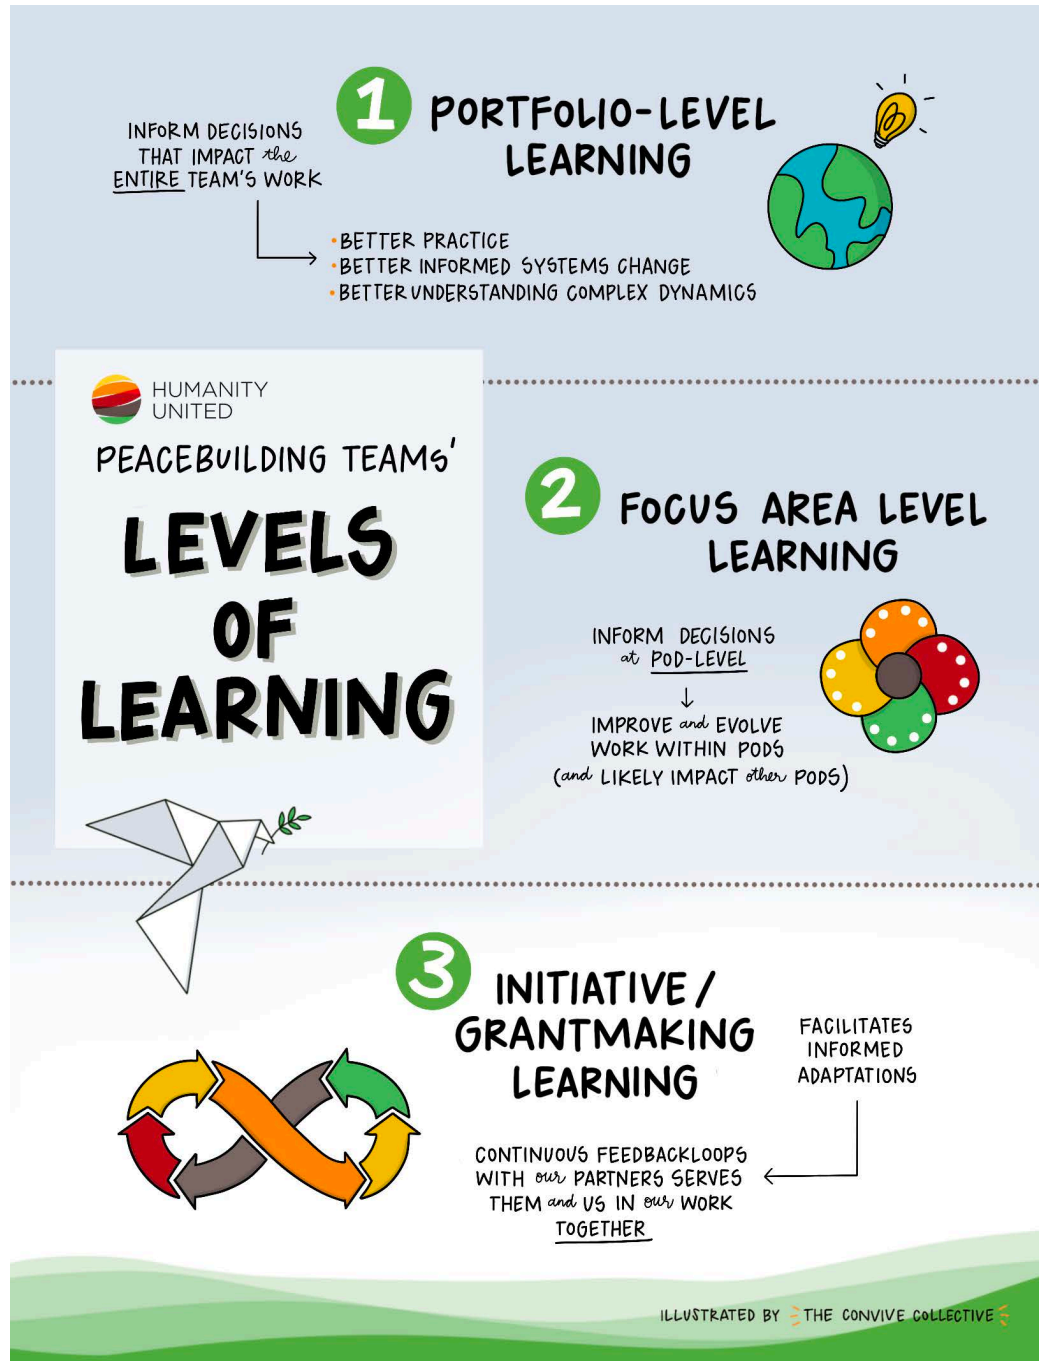 1
PORTFOLIO-LEVEL
LEARNING
INFORM DECISIONS
THAT IMPACT the
ENTIRE TEAM'S WORK
•BETTER PRACTICE
•BETTER INFORMED SYSTEMS CHANGE
•BETTER UNDERSTANDING COMPLEX DYNAMICS
HUMANITY
UNITED
PEACEBUILDING TEAMS'
LEVELS
OF
LEARNING
2
FOCUS AREA LEVEL
LEARNING
INFORM DECISIONS
at POD-LEVEL
IMPROVE and EVOLVE
WORK WITHIN PODS
(and LIKELY IMPACT other PODS)
3
INITIATIVE/
GRANTMAKING
LEARNING
FACILITATES
INFORMED
ADAPTATIONS
CONTINUOUS FEEDBACKLOOPS
WITH our PARTNERS SERVES
THEM and US IN our WORK
TOGETHER
ILLUSTRATED BY THE CONVIVE COLLECTIVE